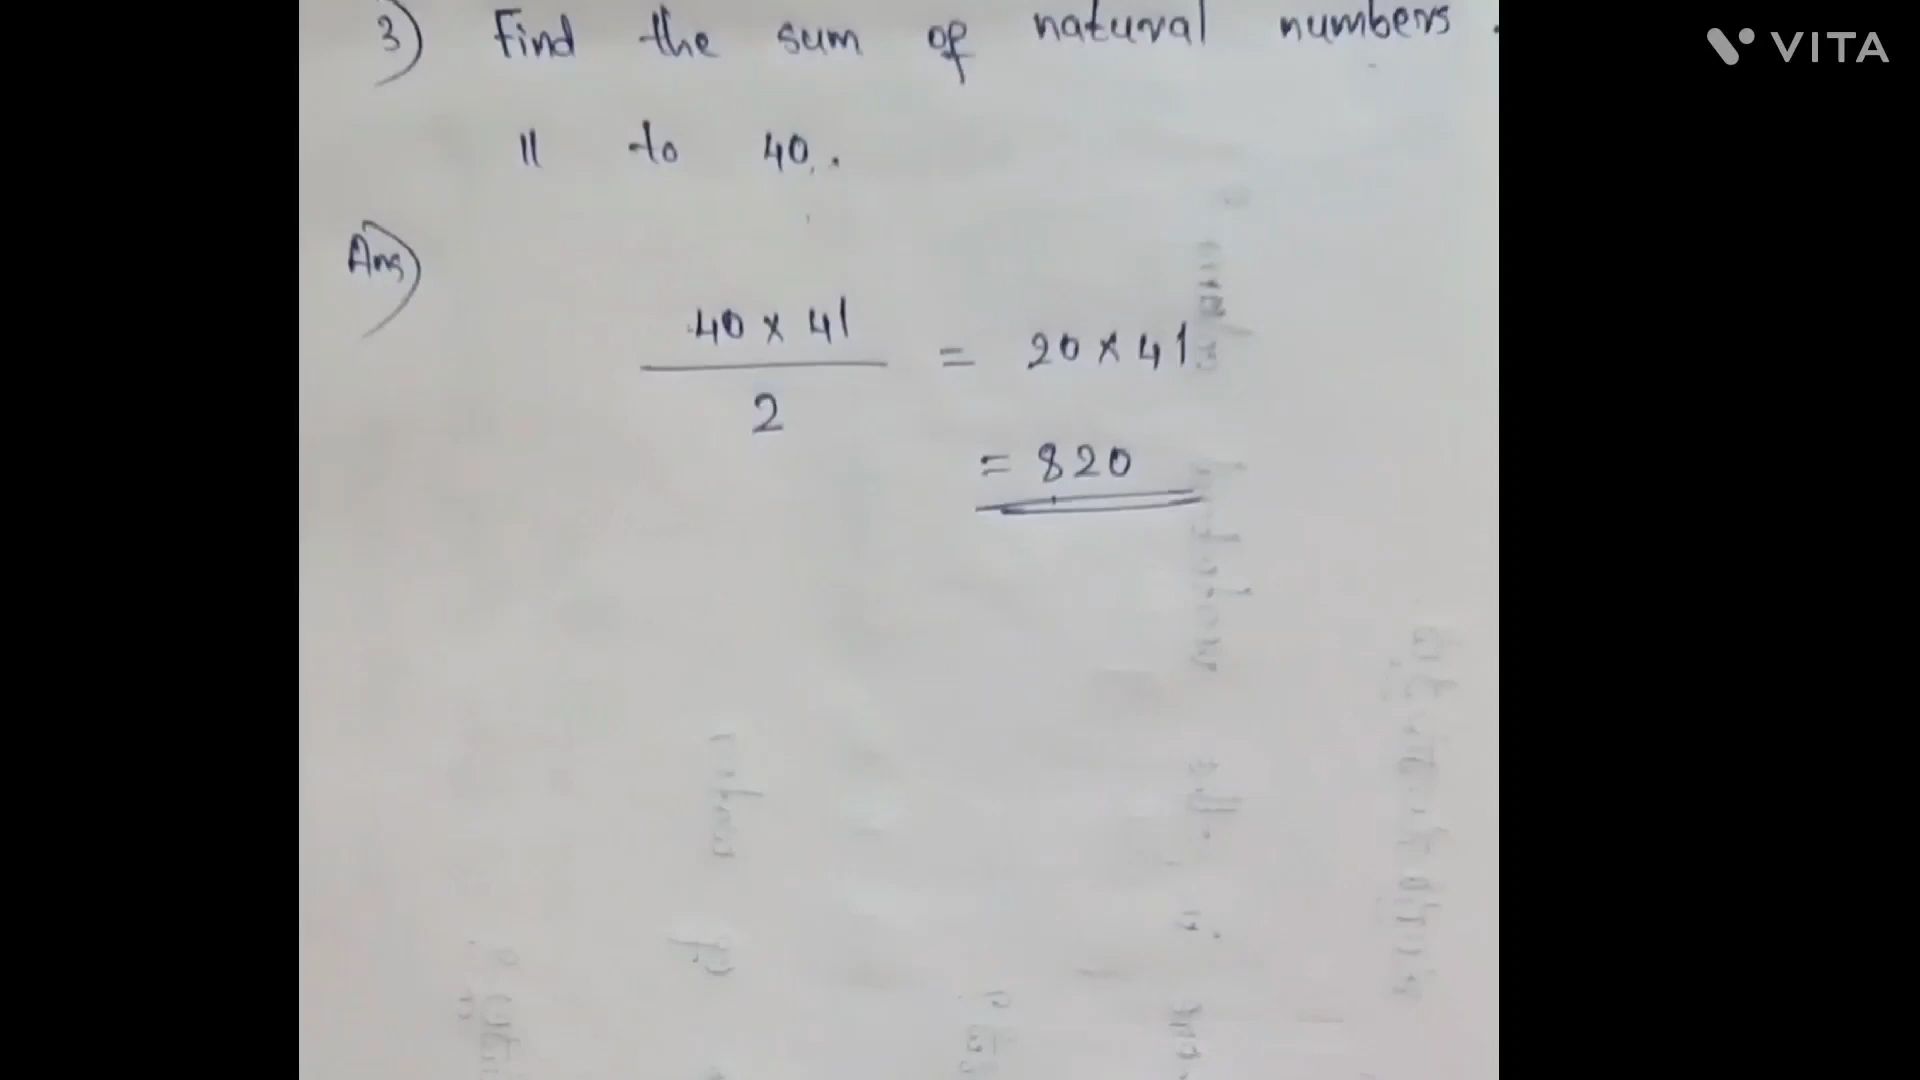 3) Find the sum of natural numbers.
11 to 40.
Ans)
40 × 41 / 2 = 20 × 41
= 820
VITA